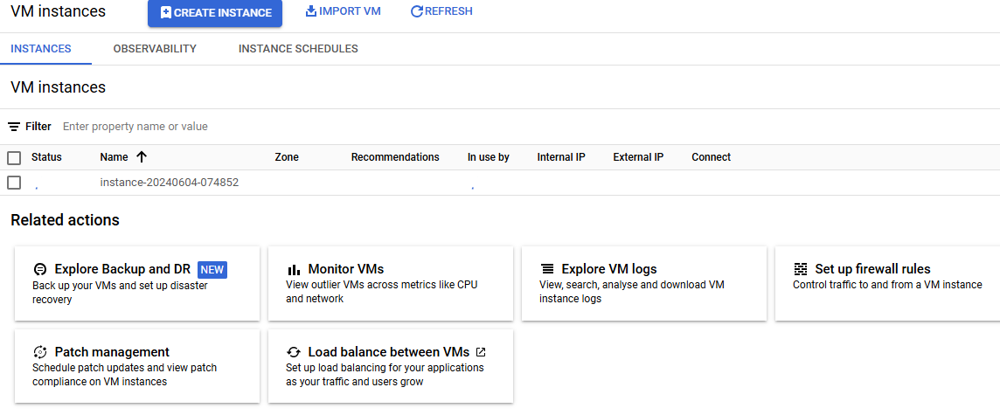 VM instances CREATE INSTANCE IMPORT VM REFRESH
INSTANCES OBSERVABILITY INSTANCE SCHEDULES
VM instances
Filter Enter property name or value
Status Name Zone Recommendations In use by Internal IP External IP Connect
instance-20240604-074852
Related actions
Explore Backup and DR NEW
Back up your VMs and set up disaster
recovery
Monitor VMs
View outlier VMs across metrics like CPU
and network
Explore VM logs
View, search, analyse and download VM
instance logs
Set up firewall rules
Control traffic to and from a VM instance
Patch management
Schedule patch updates and view patch
compliance on VM instances
Load balance between VMs
Set up load balancing for your applications
as your traffic and users grow